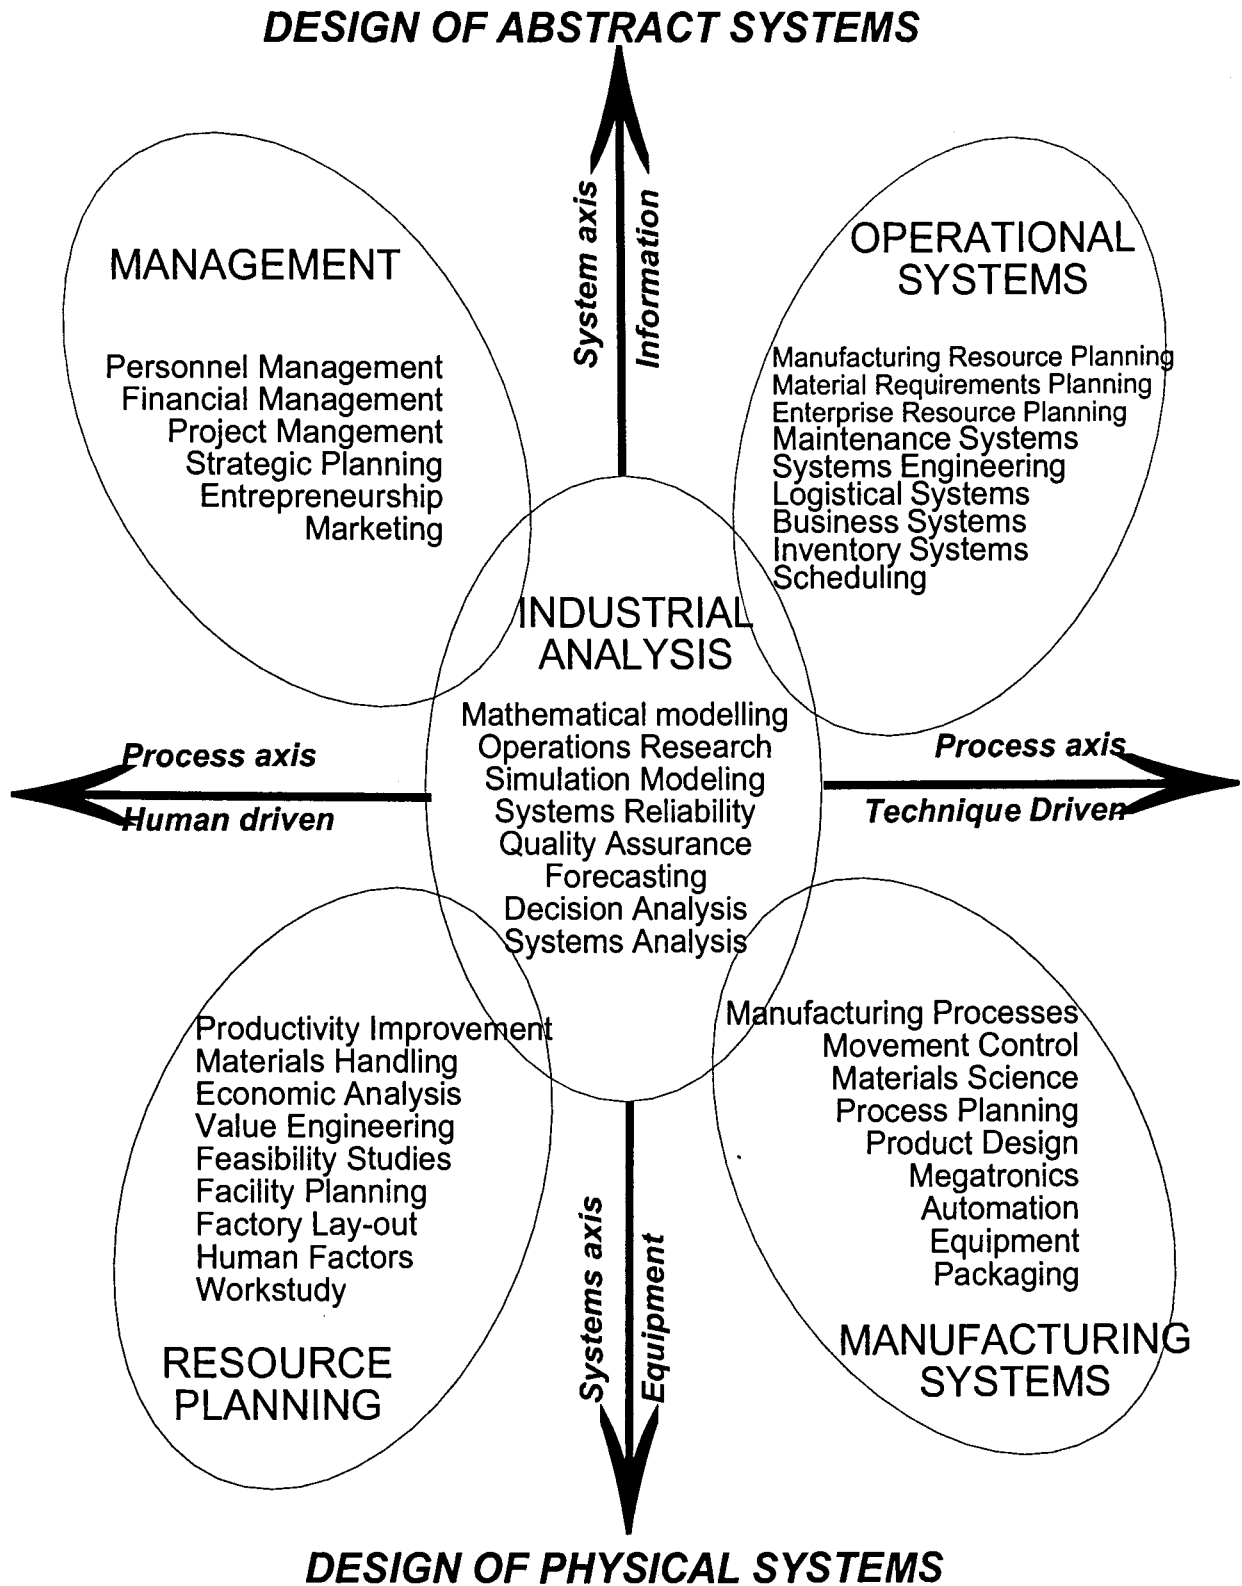 DESIGN OF ABSTRACT SYSTEMS
System axis
Information
MANAGEMENT
Personnel Management
Financial Management
Project Mangement
Strategic Planning
Entrepreneurship
Marketing
OPERATIONAL
SYSTEMS
Manufacturing Resource Planning
Material Requirements Planning
Enterprise Resource Planning
Maintenance Systems
Systems Engineering
Logistical Systems
Business Systems
Inventory Systems
Scheduling
INDUSTRIAL
ANALYSIS
Mathematical modelling
Operations Research
Simulation Modeling
Systems Reliability
Quality Assurance
Forecasting
Decision Analysis
Systems Analysis
Process axis
Human driven
Process axis
Technique Driven
Productivity Improvement
Materials Handling
Economic Analysis
Value Engineering
Feasibility Studies
Facility Planning
Factory Lay-out
Human Factors
Workstudy
RESOURCE
PLANNING
Manufacturing Processes
Movement Control
Materials Science
Process Planning
Product Design
Megatronics
Automation
Equipment
Packaging
MANUFACTURING
SYSTEMS
Systems axis
Equipment
DESIGN OF PHYSICAL SYSTEMS